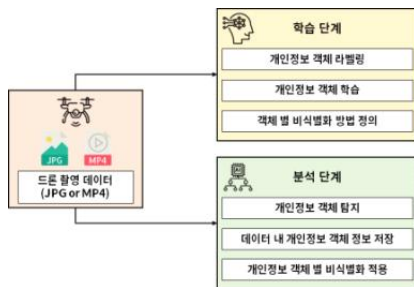 학습 단계
개인정보 객체 라벨링
개인정보 객체 학습
객체 별 비식별화 방법 정의
JPG
MP4
드론 촬영 데이터
(JPG or MP4)
분석 단계
개인정보 객체 탐지
데이터 내 개인정보 객체 정보 저장
개인정보 객체 별 비식별화 적용